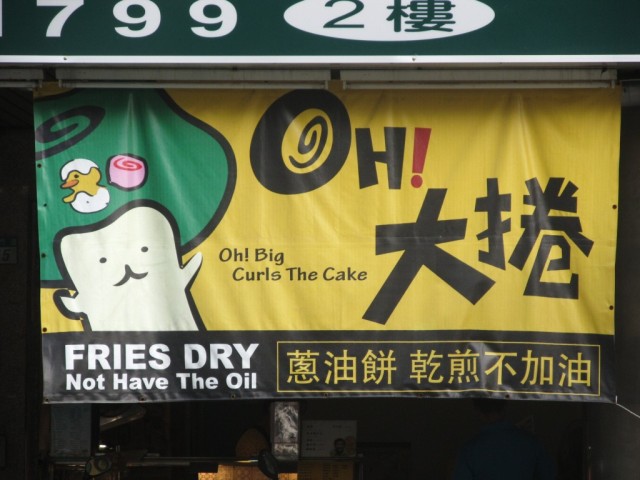 1799 2樓
OH!
大捲
Oh! Big
Curls The Cake
FRIES DRY
Not Have The Oil
蔥油餅 乾煎不加油